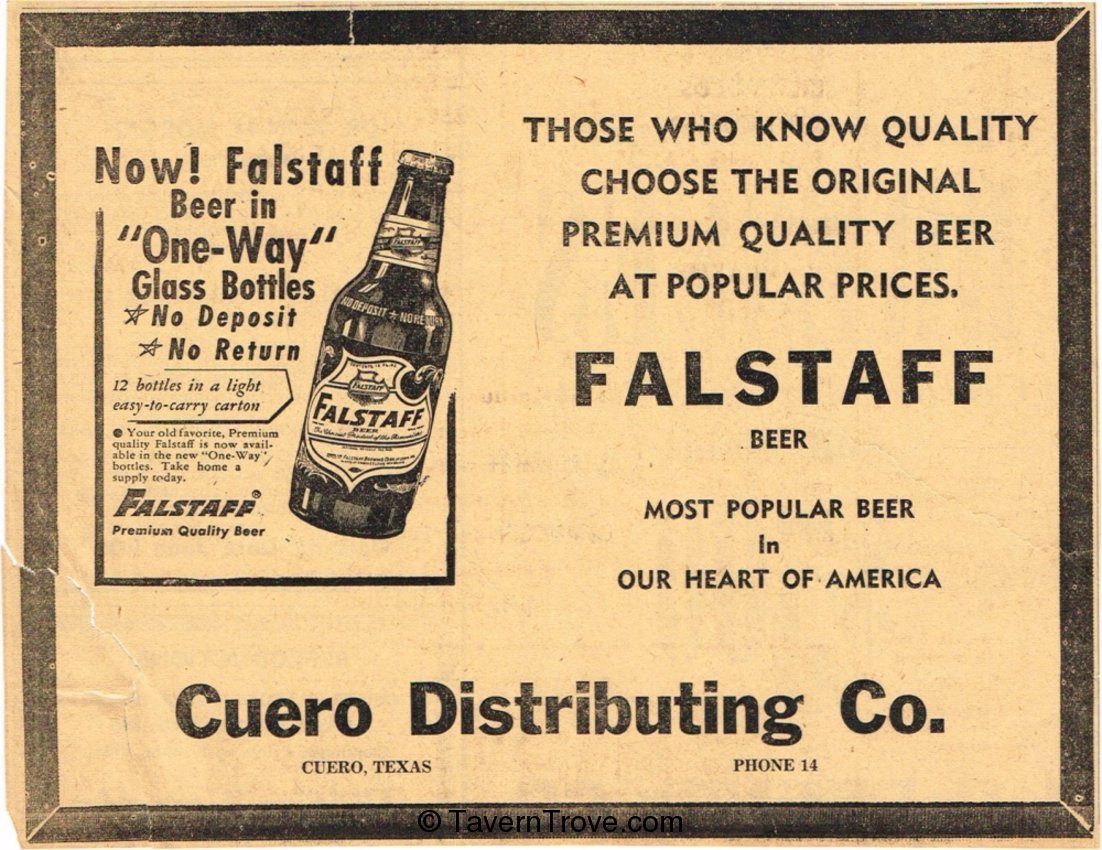 Now! Falstaff
Beer in
"One-Way"
Glass Bottles
☆ No Deposit
☆ No Return
12 bottles in a light
easy-to-carry carton
Your old favorite, Premium
quality Falstaff is now avail-
able in the new "One-Way"
bottles. Take home a
supply today.
FALSTAFF®
Premium Quality Beer
FALSTAFF
NO DEPOSIT ☆ NO RETURN
FALSTAFF
FALSTAFF
BEER
THOSE WHO KNOW QUALITY
CHOOSE THE ORIGINAL
PREMIUM QUALITY BEER
AT POPULAR PRICES.
FALSTAFF
BEER
MOST POPULAR BEER
In
OUR HEART OF AMERICA
Cuero Distributing Co.
CUERO, TEXAS PHONE 14
© TavernTrove.com